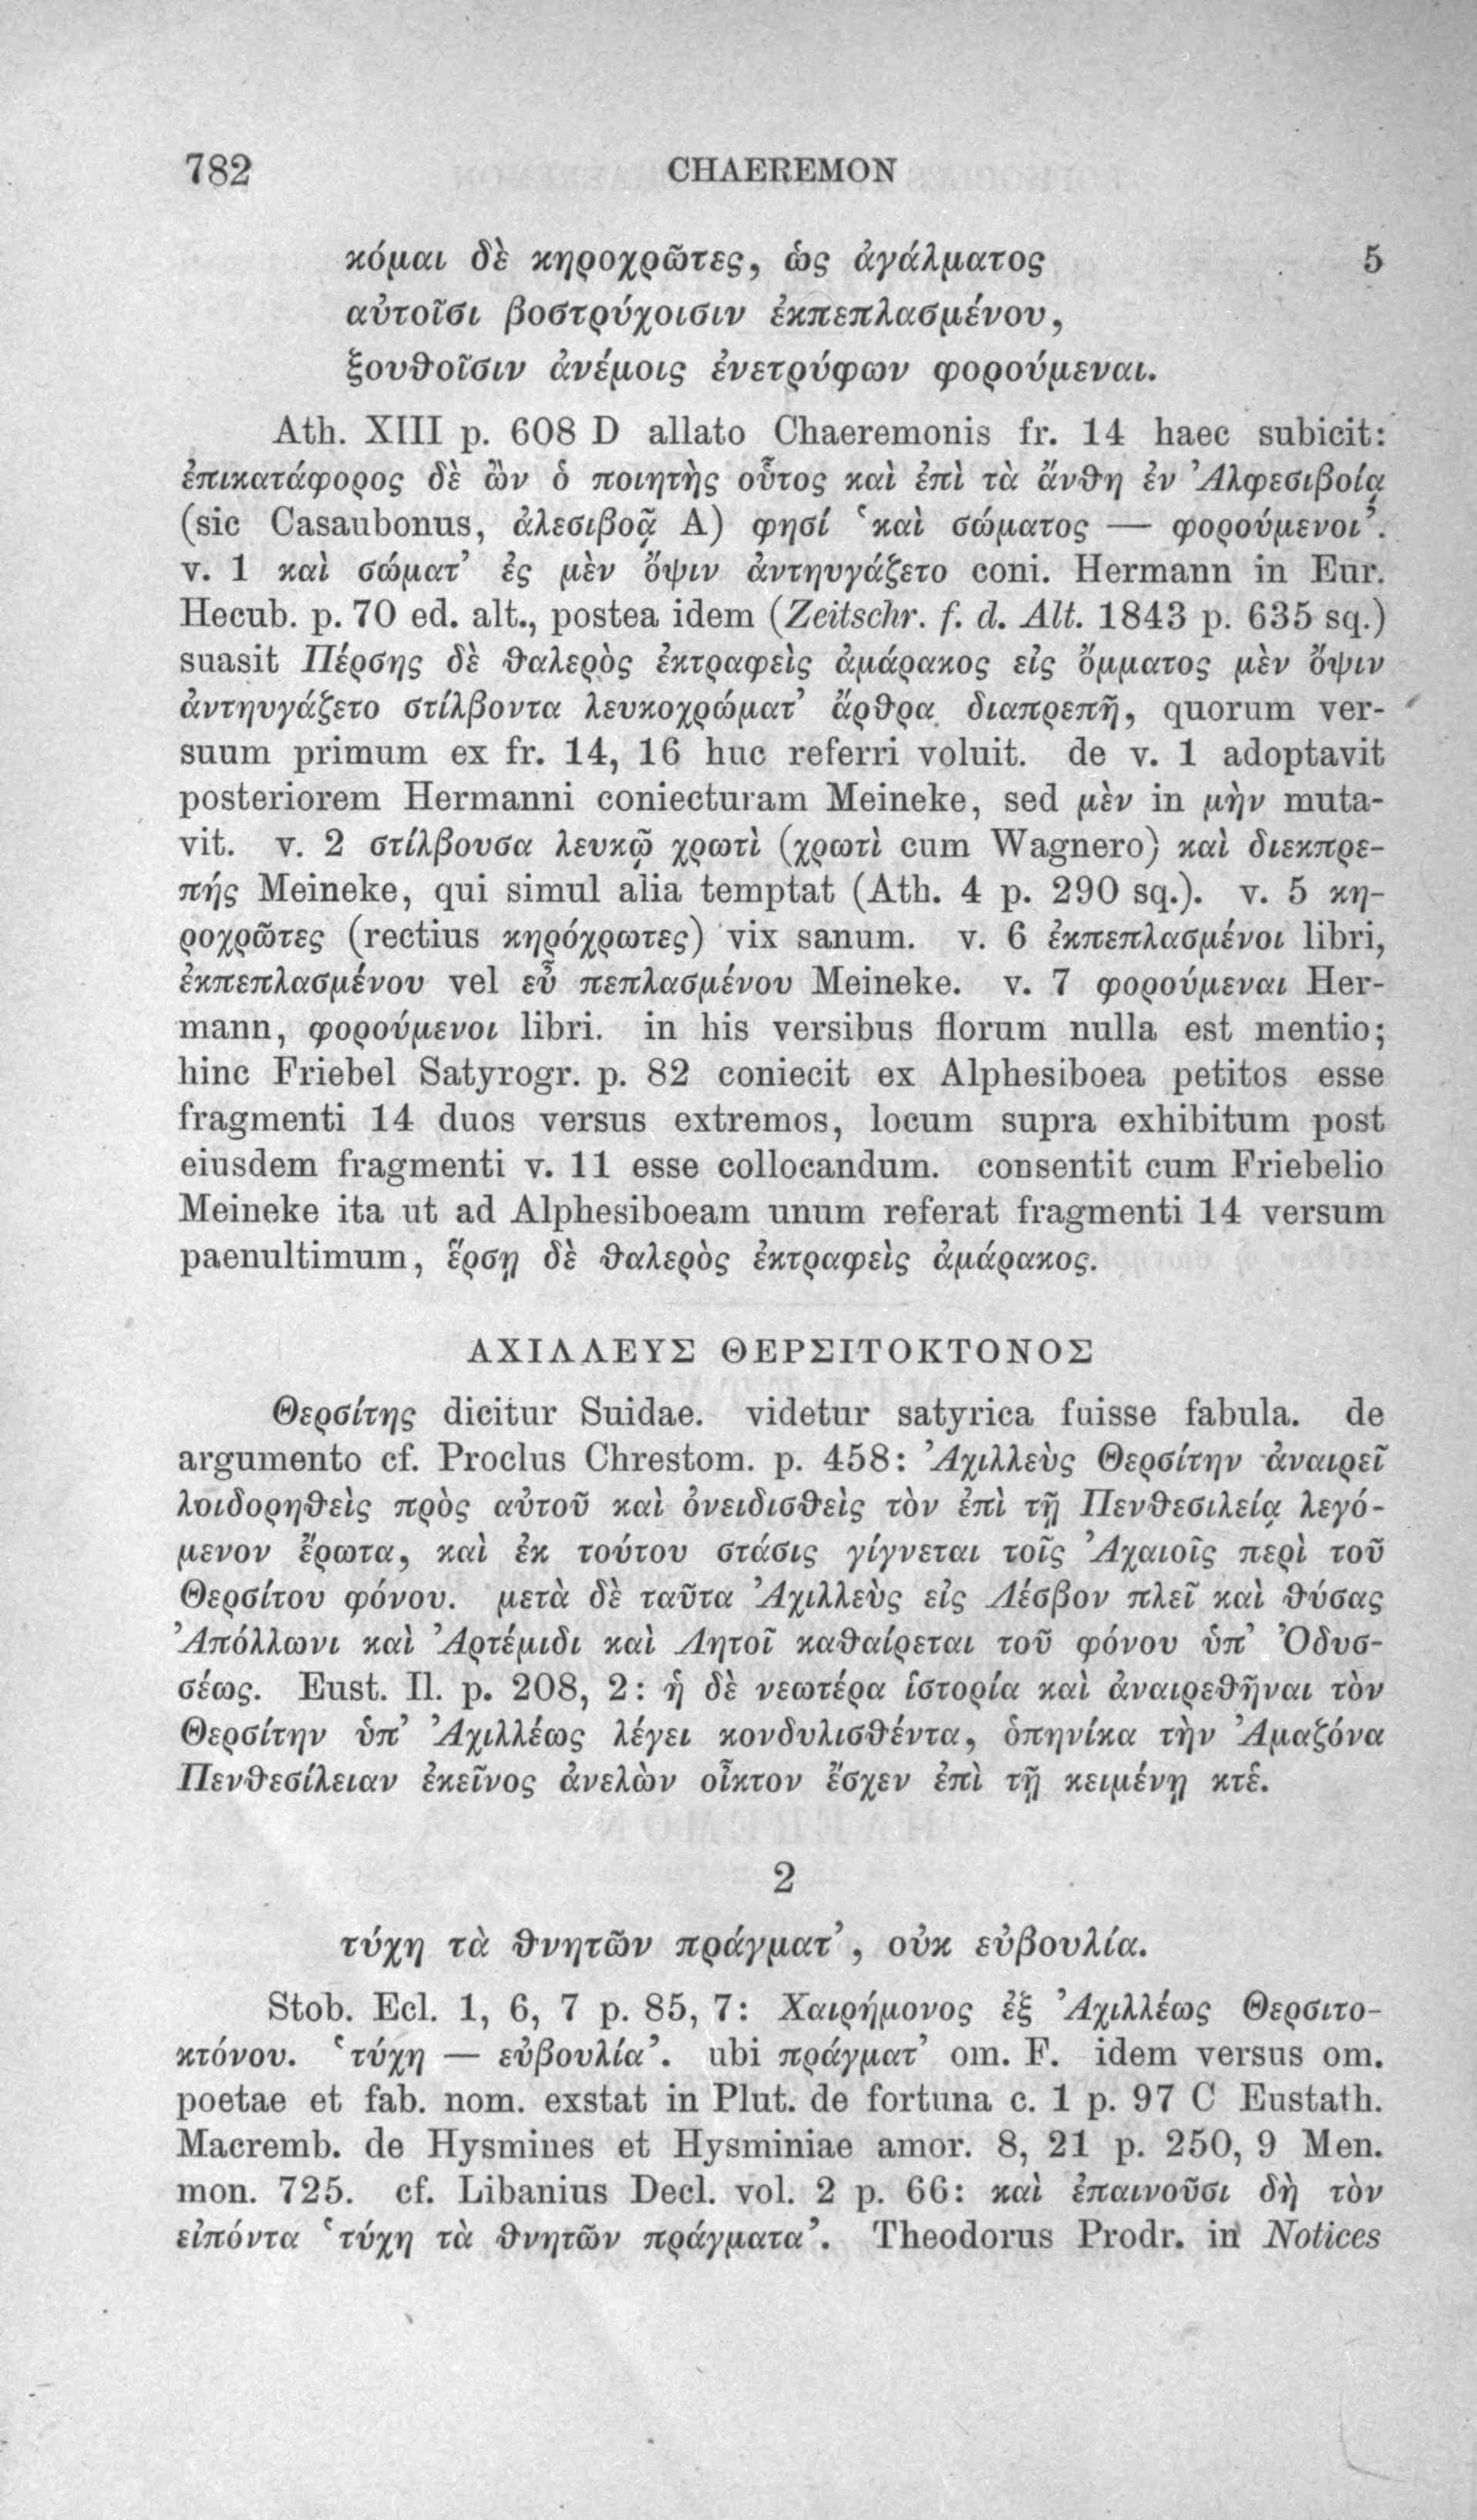 782 CHAEREMON
κόμαι δὲ κηροχρῶτες, ὡς ἀγάλματος 5
αὐτοῖσι βοστρύχοισιν ἐκπεπλασμένου,
ξουθοῖσιν ἀνέμοις ἐνετρύφων φορούμεναι.
Ath. XIII p. 608 D allato Chaeremonis fr. 14 haec subicit:
ἐπικατάφορος δὲ ὢν ὁ ποιητὴς οὗτος καὶ ἐπὶ τὰ ἄνθη ἐν Ἀλφεσιβοίᾳ
(sic Casaubonus, ἀλεσιβοᾷ A) φησί ‘καὶ σώματος — φορούμενοι’.
v. 1 καὶ σώματ’ ἐς μὲν ὄψιν ἀντηυγάζετο coni. Hermann in Eur.
Hecub. p. 70 ed. alt., postea idem (Zeitschr. f. d. Alt. 1843 p. 635 sq.)
suasit Πέρσης δὲ θαλερὸς ἐκτραφεὶς ἀμάρακος εἰς ὄμματος μὲν ὄψιν
ἀντηυγάζετο στίλβοντα λευκοχρώματ’ ἄρθρα διαπρεπῆ, quorum ver-
suum primum ex fr. 14, 16 huc referri voluit. de v. 1 adoptavit
posteriorem Hermanni coniecturam Meineke, sed μὲν in μὴν muta-
vit. v. 2 στίλβουσα λευκῷ χρωτὶ (χρωτὶ cum Wagnero) καὶ διεκπρε-
πής Meineke, qui simul alia temptat (Ath. 4 p. 290 sq.). v. 5 κη-
ροχρῶτες (rectius κηρόχρωτες) vix sanum. v. 6 ἐκπεπλασμένοι libri,
ἐκπεπλασμένου vel εὖ πεπλασμένου Meineke. v. 7 φορούμεναι Her-
mann, φορούμενοι libri. in his versibus florum nulla est mentio;
hinc Friebel Satyrogr. p. 82 coniecit ex Alphesiboea petitos esse
fragmenti 14 duos versus extremos, locum supra exhibitum post
eiusdem fragmenti v. 11 esse collocandum. consentit cum Friebelio
Meineke ita ut ad Alphesiboeam unum referat fragmenti 14 versum
paenultimum, ἕρσῃ δὲ θαλερὸς ἐκτραφεὶς ἀμάρακος.
ΑΧΙΛΛΕΥΣ ΘΕΡΣΙΤΟΚΤΟΝΟΣ
Θερσίτης dicitur Suidae. videtur satyrica fuisse fabula. de
argumento cf. Proclus Chrestom. p. 458: Ἀχιλλεὺς Θερσίτην ἀναιρεῖ
λοιδορηθεὶς πρὸς αὐτοῦ καὶ ὀνειδισθεὶς τὸν ἐπὶ τῇ Πενθεσιλείᾳ λεγό-
μενον ἔρωτα, καὶ ἐκ τούτου στάσις γίγνεται τοῖς Ἀχαιοῖς περὶ τοῦ
Θερσίτου φόνου. μετὰ δὲ ταῦτα Ἀχιλλεὺς εἰς Λέσβον πλεῖ καὶ θύσας
Ἀπόλλωνι καὶ Ἀρτέμιδι καὶ Λητοῖ καθαίρεται τοῦ φόνου ὑπ’ Ὀδυσ-
σέως. Eust. Il. p. 208, 2: ἡ δὲ νεωτέρα ἱστορία καὶ ἀναιρεθῆναι τὸν
Θερσίτην ὑπ’ Ἀχιλλέως λέγει κονδυλισθέντα, ὁπηνίκα τὴν Ἀμαζόνα
Πενθεσίλειαν ἐκεῖνος ἀνελὼν οἶκτον ἔσχεν ἐπὶ τῇ κειμένῃ κτἑ.
2
τύχη τὰ θνητῶν πράγματ’, οὐκ εὐβουλία.
Stob. Ecl. 1, 6, 7 p. 85, 7: Χαιρήμονος ἐξ Ἀχιλλέως Θερσιτο-
κτόνου. ‘τύχη — εὐβουλία’. ubi πράγματ’ om. F. idem versus om.
poetae et fab. nom. exstat in Plut. de fortuna c. 1 p. 97 C Eustath.
Macremb. de Hysmines et Hysminiae amor. 8, 21 p. 250, 9 Men.
mon. 725. cf. Libanius Decl. vol. 2 p. 66: καὶ ἐπαινοῦσι δὴ τὸν
εἰπόντα ‘τύχη τὰ θνητῶν πράγματα’. Theodorus Prodr. in Notices